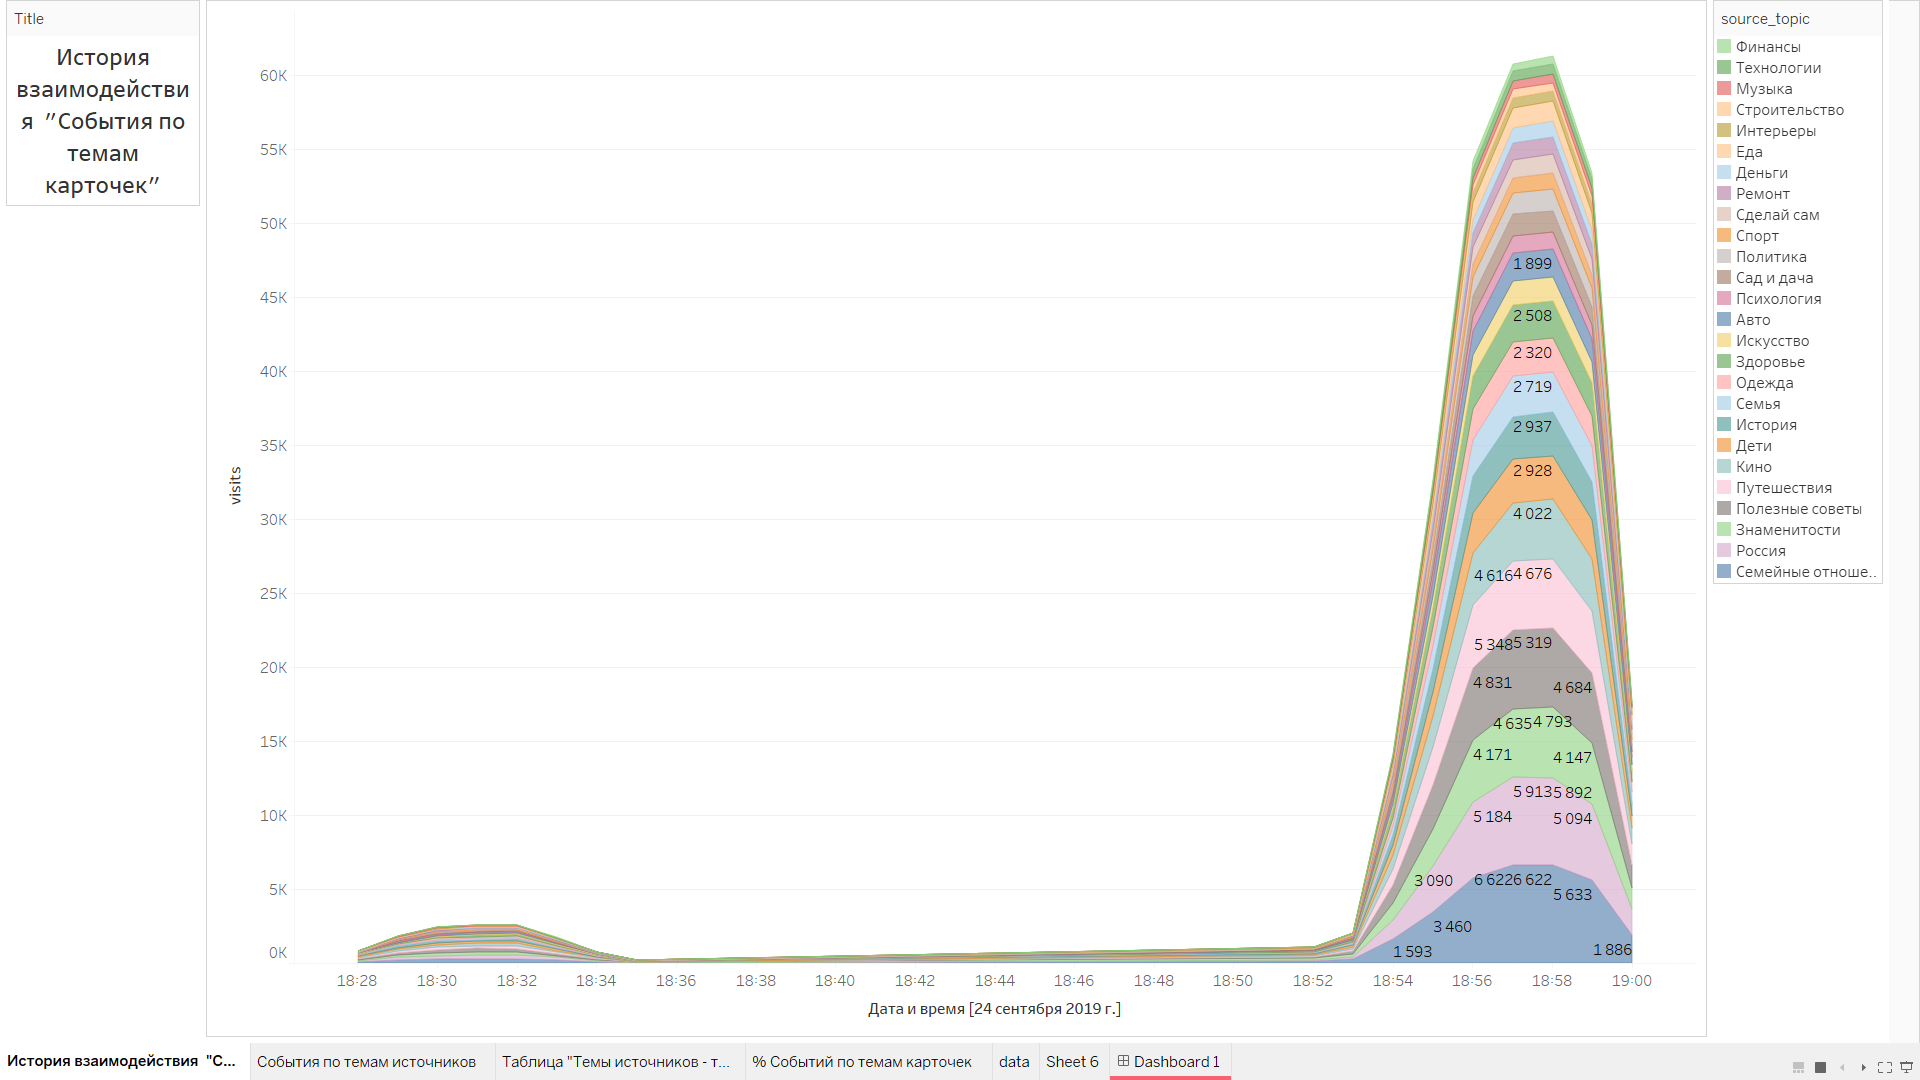 Title
История
взаимодействи
я "События по
темам
карточек"
60K
55K
50K
45K
40K
35K
30K
25K
20K
15K
10K
5K
0K
visits
1 899
2 508
2 320
2 719
2 937
2 928
4 022
4 616 4 676
5 348 5 319
4 831 4 684
4 635 4 793
4 171 4 147
5 913 5 892
5 184 5 094
3 090 6 622 6 622
5 633
3 460
1 593 1 886
18:28 18:30 18:32 18:34 18:36 18:38 18:40 18:42 18:44 18:46 18:48 18:50 18:52 18:54 18:56 18:58 19:00
Дата и время [24 сентября 2019 г.]
source_topic
Финансы
Технологии
Музыка
Строительство
Интерьеры
Еда
Деньги
Ремонт
Сделай сам
Спорт
Политика
Сад и дача
Психология
Авто
Искусство
Здоровье
Одежда
Семья
История
Дети
Кино
Путешествия
Полезные советы
Знаменитости
Россия
Семейные отноше..
История взаимодействия "С... События по темам источников Таблица "Темы источников - т... % Событий по темам карточек data Sheet 6 Dashboard 1